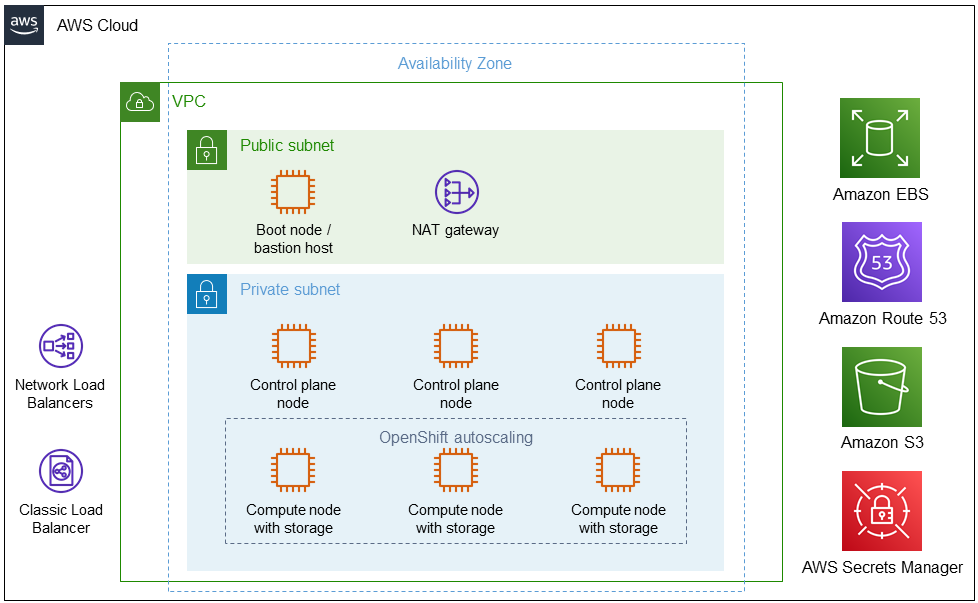 aws
AWS Cloud
Availability Zone
VPC
Public subnet
Boot node /
bastion host
NAT gateway
Private subnet
Control plane
node
Control plane
node
Control plane
node
OpenShift autoscaling
Compute node
with storage
Compute node
with storage
Compute node
with storage
Network Load
Balancers
Classic Load
Balancer
Amazon EBS
53
Amazon Route 53
Amazon S3
AWS Secrets Manager